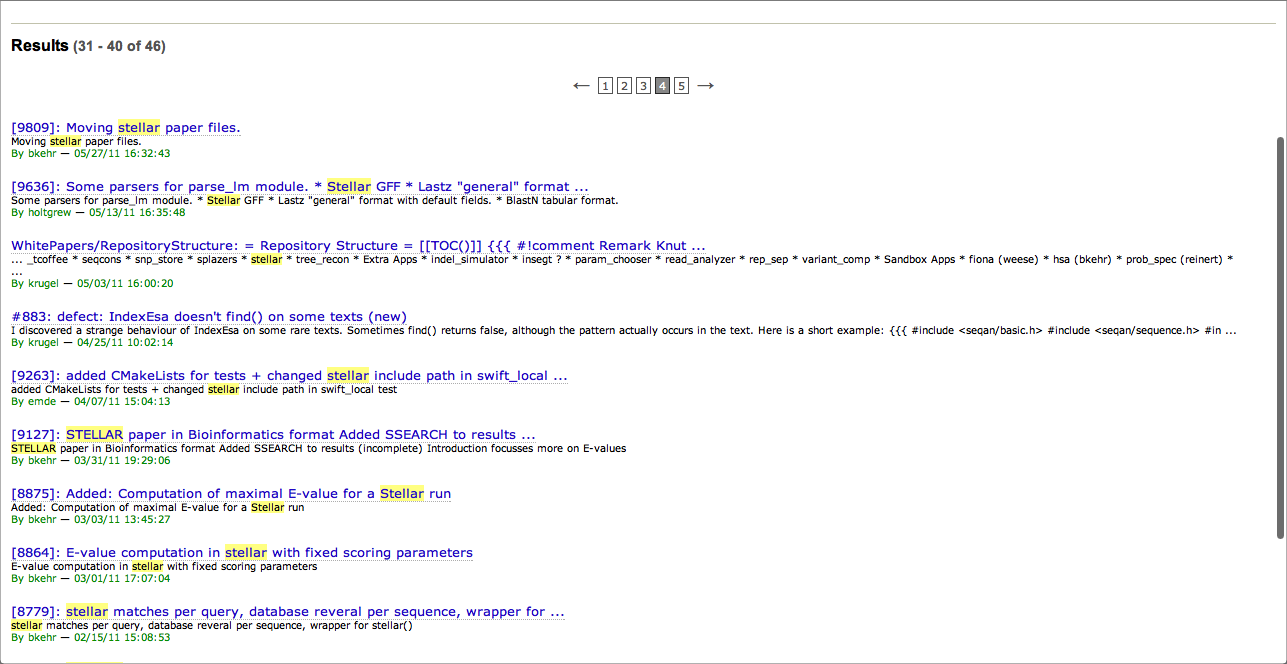 Results (31 - 40 of 46)
← 1 2 3 4 5 →
[9809]: Moving stellar paper files.
Moving stellar paper files.
By bkehr — 05/27/11 16:32:43
[9636]: Some parsers for parse_lm module. * Stellar GFF * Lastz "general" format ...
Some parsers for parse_lm module. * Stellar GFF * Lastz "general" format with default fields. * BlastN tabular format.
By holtgrew — 05/13/11 16:35:48
WhitePapers/RepositoryStructure: = Repository Structure = [[TOC()]] {{{ #!comment Remark Knut ...
... _tcoffee * seqcons * snp_store * splazers * stellar * tree_recon * Extra Apps * indel_simulator * insegt ? * param_chooser * read_analyzer * rep_sep * variant_comp * Sandbox Apps * fiona (weese) * hsa (bkehr) * prob_spec (reinert) *
...
By krugel — 05/03/11 16:00:20
#883: defect: IndexEsa doesn't find() on some texts (new)
I discovered a strange behaviour of IndexEsa on some rare texts. Sometimes find() returns false, although the pattern actually occurs in the text. Here is a short example: {{{ #include <seqan/basic.h> #include <seqan/sequence.h> #in ...
By krugel — 04/25/11 10:02:14
[9263]: added CMakeLists for tests + changed stellar include path in swift_local ...
added CMakeLists for tests + changed stellar include path in swift_local test
By emde — 04/07/11 15:04:13
[9127]: STELLAR paper in Bioinformatics format Added SSEARCH to results ...
STELLAR paper in Bioinformatics format Added SSEARCH to results (incomplete) Introduction focusses more on E-values
By bkehr — 03/31/11 19:29:06
[8875]: Added: Computation of maximal E-value for a Stellar run
Added: Computation of maximal E-value for a Stellar run
By bkehr — 03/03/11 13:45:27
[8864]: E-value computation in stellar with fixed scoring parameters
E-value computation in stellar with fixed scoring parameters
By bkehr — 03/01/11 17:07:04
[8779]: stellar matches per query, database reveral per sequence, wrapper for ...
stellar matches per query, database reveral per sequence, wrapper for stellar()
By bkehr — 02/15/11 15:08:53